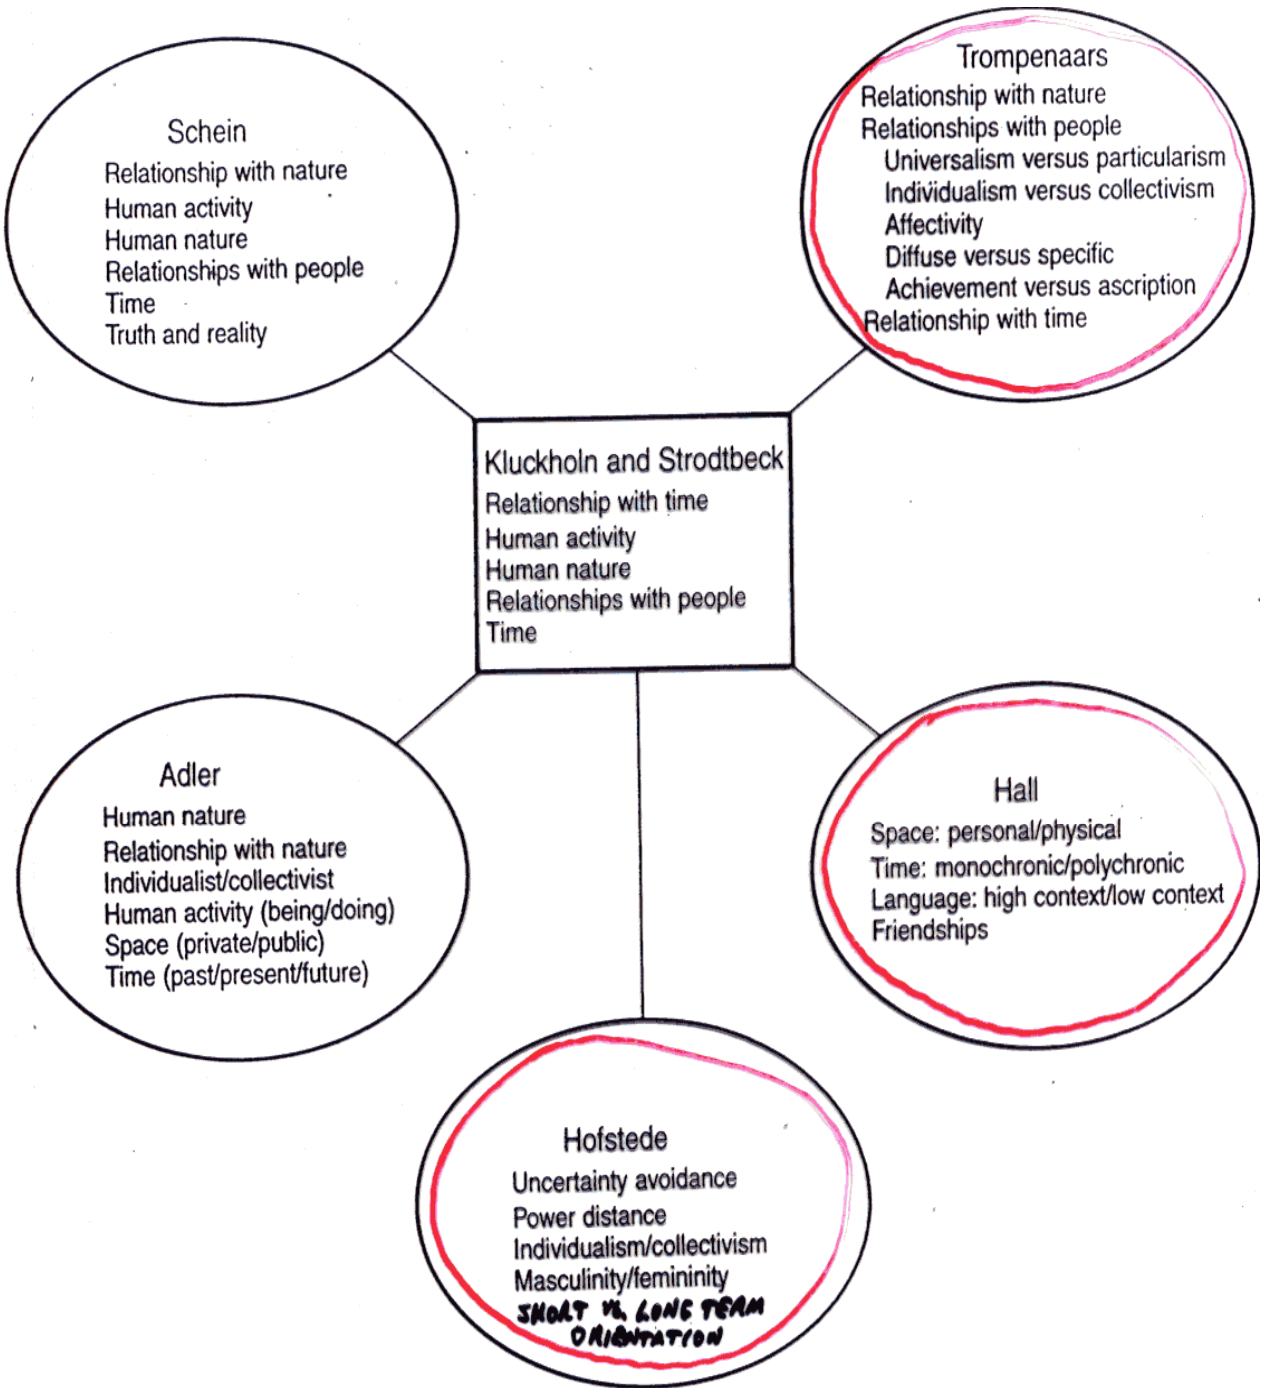 Schein
Relationship with nature
Human activity
Human nature
Relationships with people
Time
Truth and reality
Trompenaars
Relationship with nature
Relationships with people
Universalism versus particularism
Individualism versus collectivism
Affectivity
Diffuse versus specific
Achievement versus ascription
Relationship with time
Kluckholn and Strodtbeck
Relationship with time
Human activity
Human nature
Relationships with people
Time
Adler
Human nature
Relationship with nature
Individualist/collectivist
Human activity (being/doing)
Space (private/public)
Time (past/present/future)
Hall
Space: personal/physical
Time: monochronic/polychronic
Language: high context/low context
Friendships
Hofstede
Uncertainty avoidance
Power distance
Individualism/collectivism
Masculinity/femininity
SHORT VS. LONG TERM
ORIENTATION